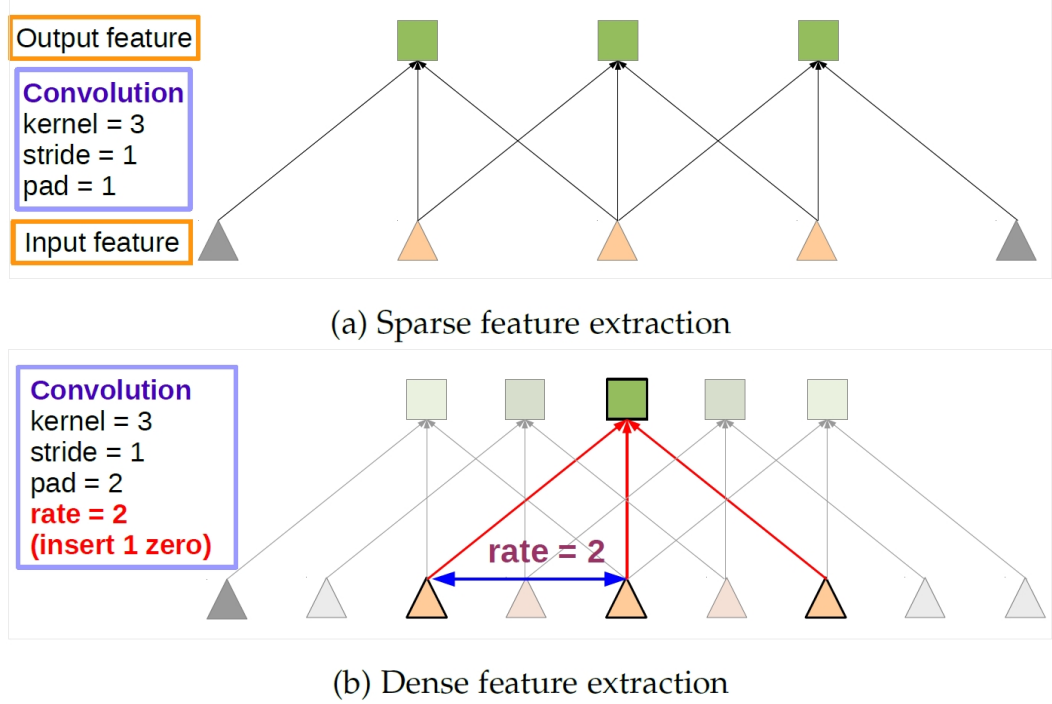 Output feature
Convolution
kernel = 3
stride = 1
pad = 1
Input feature
(a) Sparse feature extraction
Convolution
kernel = 3
stride = 1
pad = 2
rate = 2
(insert 1 zero)
rate = 2
(b) Dense feature extraction